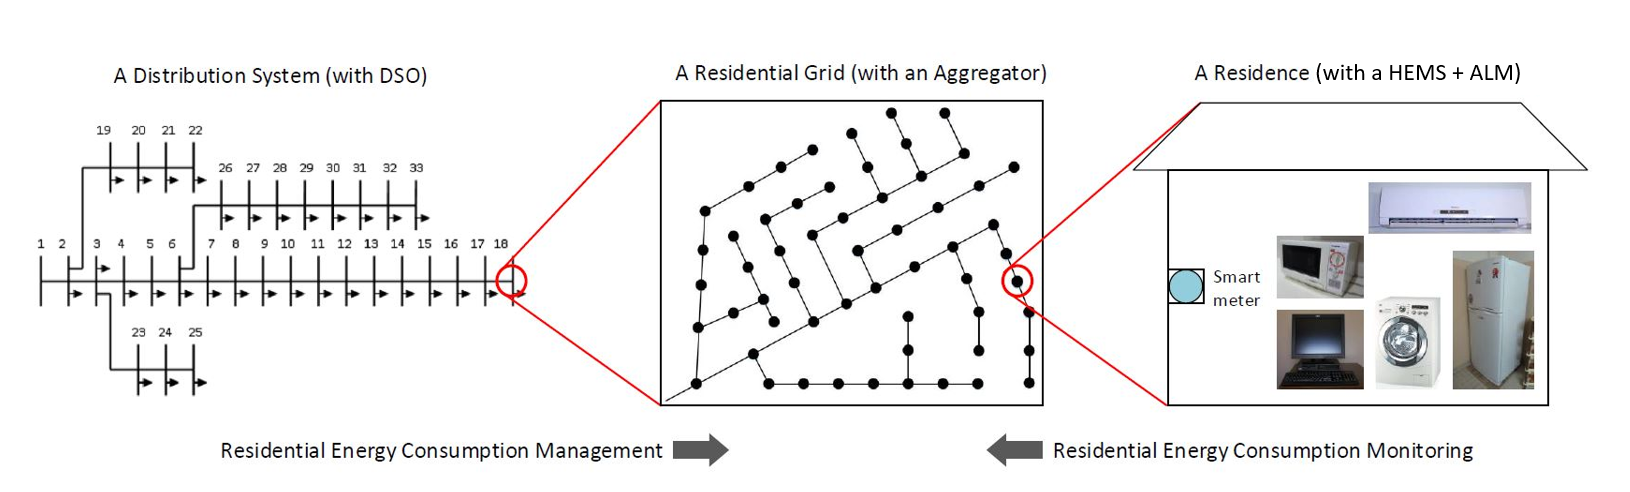 A Distribution System (with DSO)
A Residential Grid (with an Aggregator)
A Residence (with a HEMS + ALM)
19 20 21 22
26 27 28 29 30 31 32 33
1 2 3 4 5 6 7 8 9 10 11 12 13 14 15 16 17 18
23 24 25
Smart
meter
Residential Energy Consumption Management
Residential Energy Consumption Monitoring